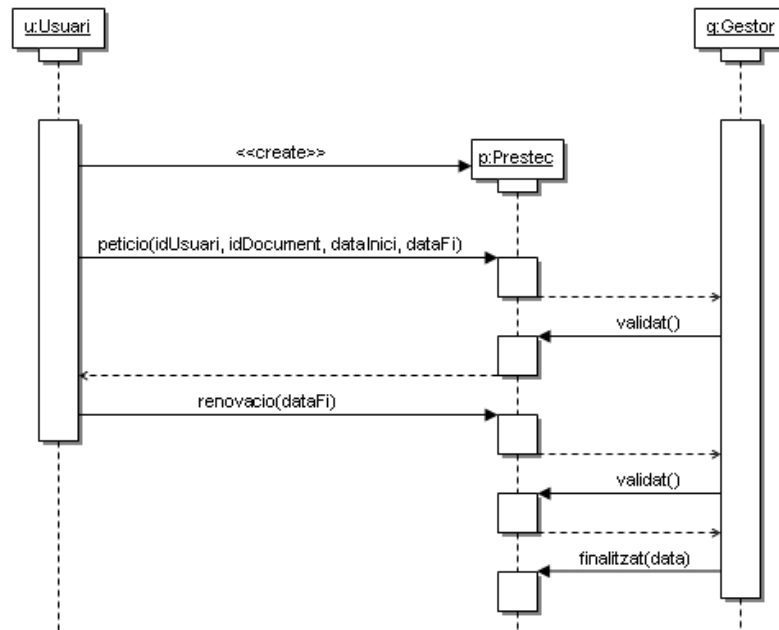 u:Usuari
g:Gestor
<<create>>
p:Prestec
peticio(idUsuari, idDocument, dataInici, dataFi)
validat()
renovacio(dataFi)
validat()
finalitzat(data)